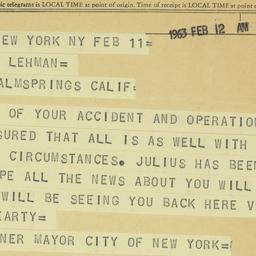 telegrams is LOCAL TIME at point of origin. Time of receipt is LOCAL TIME at point
1963 FEB 12 AM
NEW YORK NY FEB 11=
LEHMAN=
ALMSPRINGS CALIF=
OF YOUR ACCIDENT AND OPERATION
SURED THAT ALL IS AS WELL WITH
CIRCUMSTANCES. JULIUS HAS BEEN
PE ALL THE NEWS ABOUT YOU WILL
WILL BE SEEING YOU BACK HERE V
EARTY=
NER MAYOR CITY OF NEW YORK=